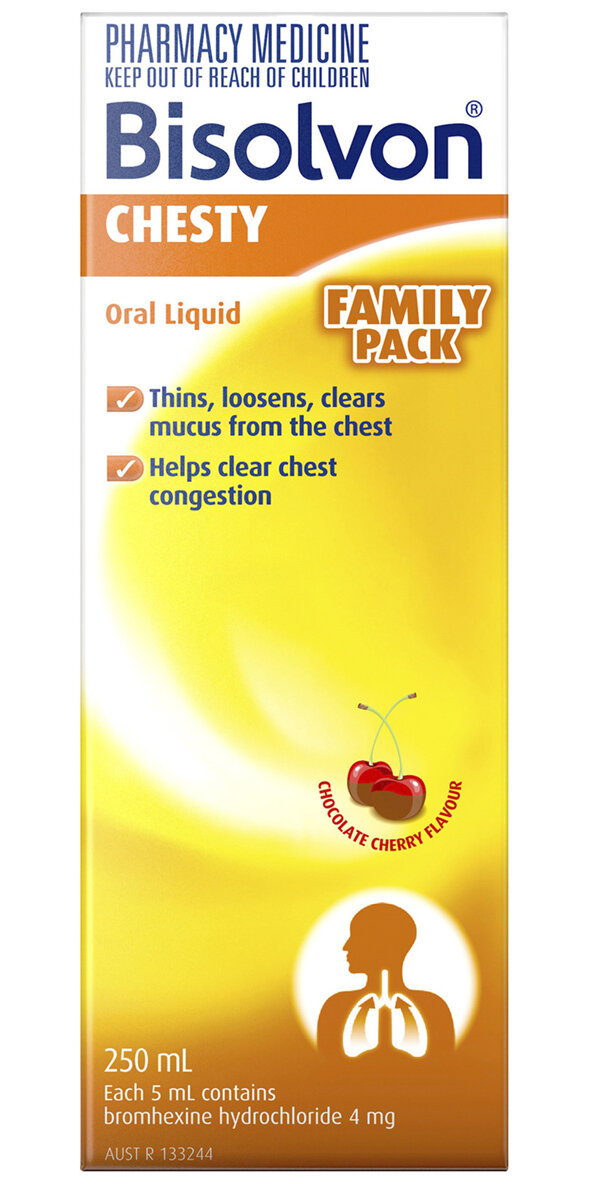 PHARMACY MEDICINE
KEEP OUT OF REACH OF CHILDREN
Bisolvon®
CHESTY
Oral Liquid
FAMILY
PACK
Thins, loosens, clears
mucus from the chest
Helps clear chest
congestion
CHOCOLATE CHERRY FLAVOUR
250 mL
Each 5 mL contains
bromhexine hydrochloride 4 mg
AUST R 133244